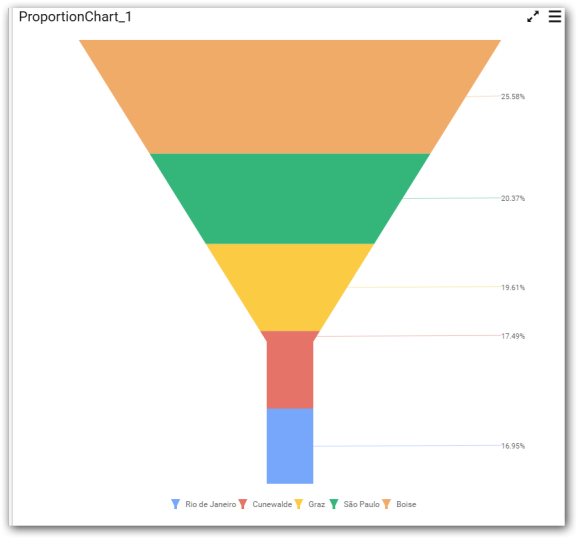 ProportionChart_1
25.58%
20.37%
19.61%
17.49%
16.95%
Rio de Janeiro Cunewalde Graz São Paulo Boise